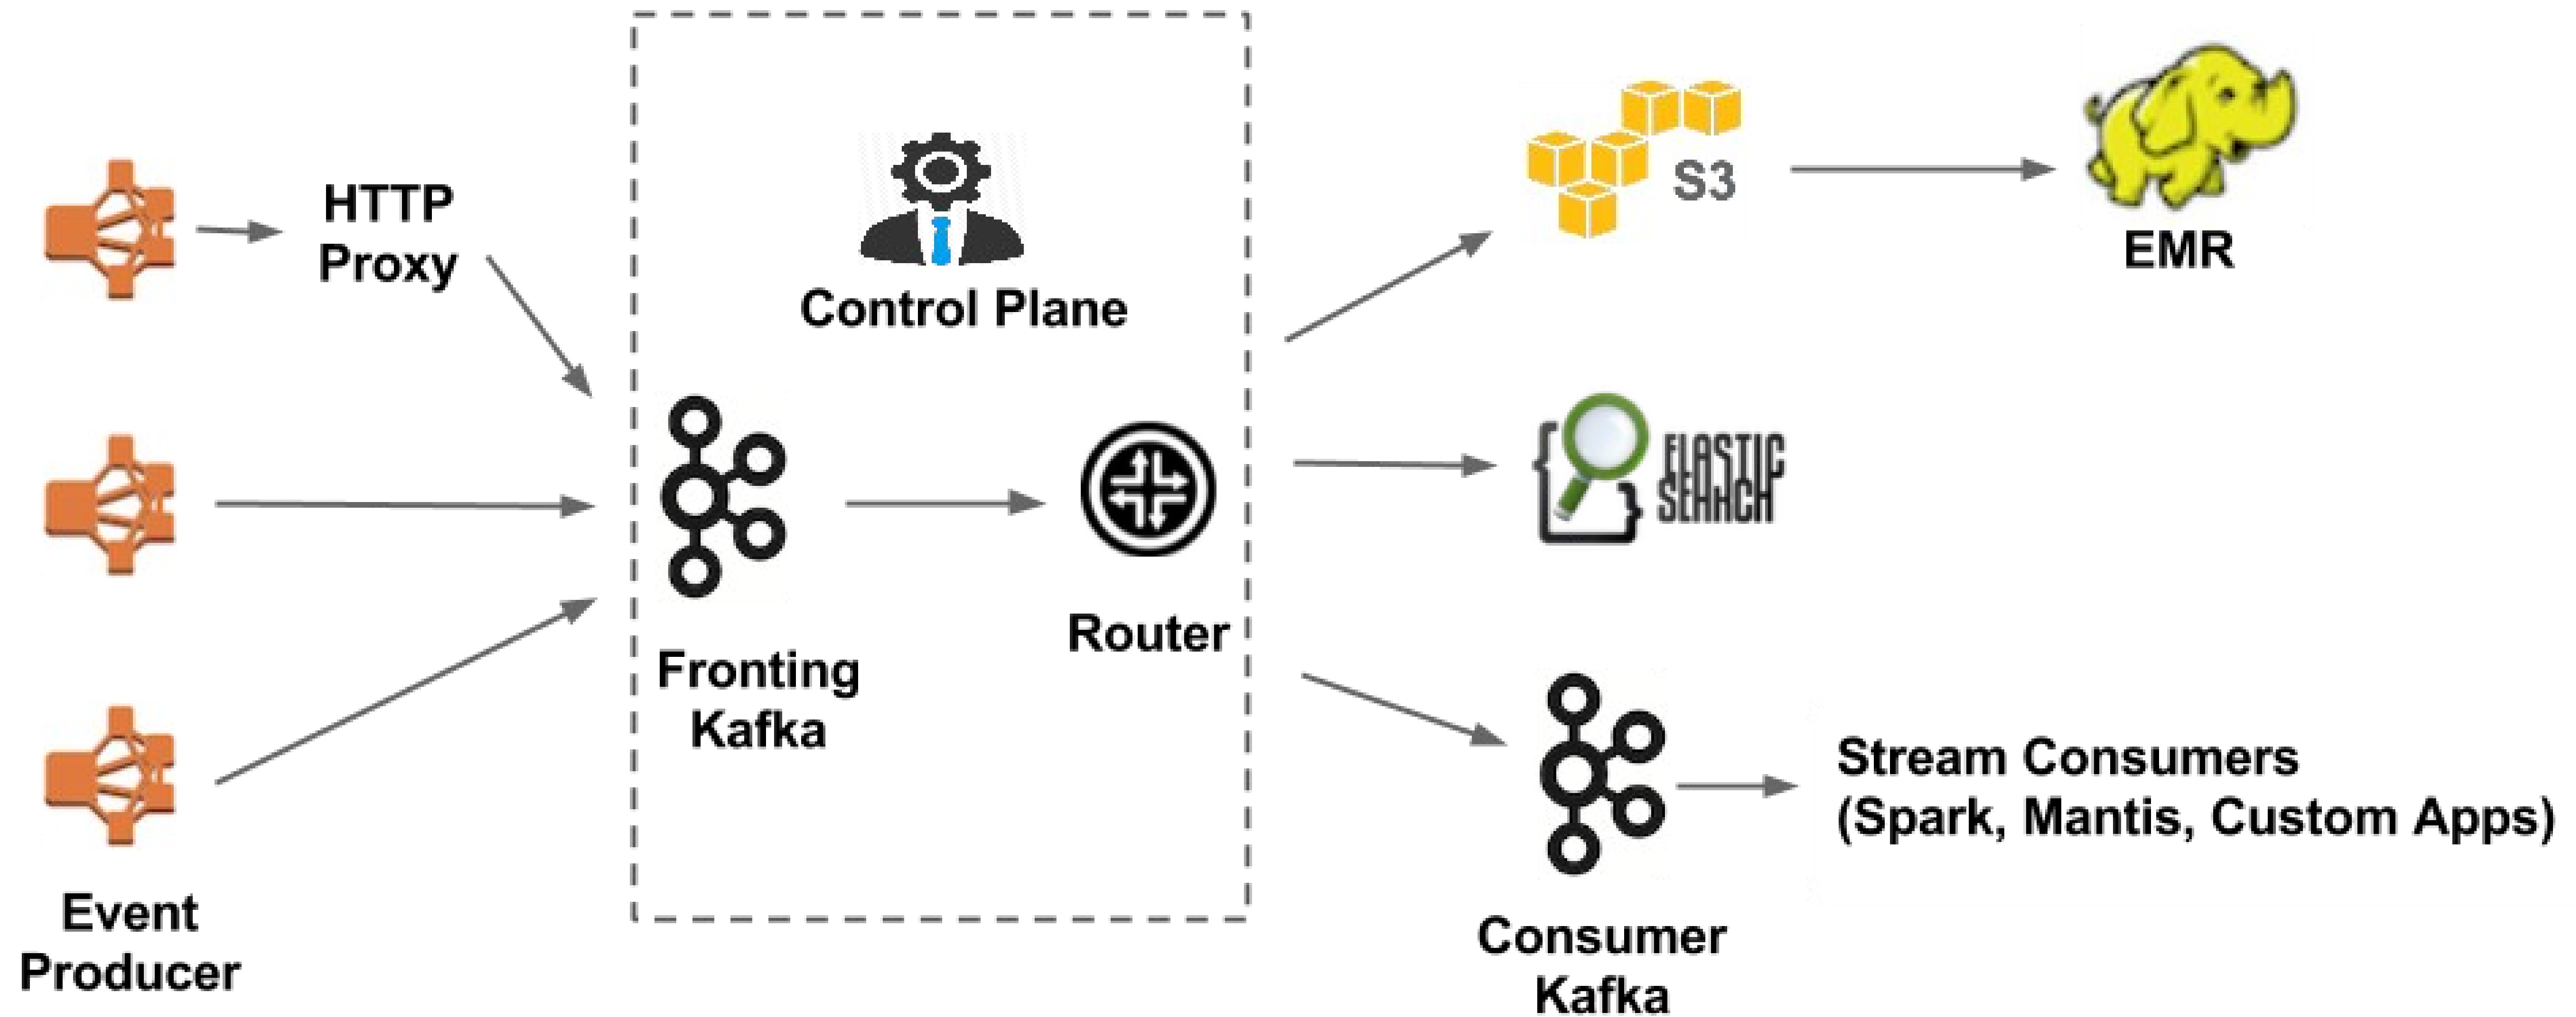 HTTP
Proxy
Event
Producer
Control Plane
Fronting
Kafka
Router
S3
EMR
ELASTIC
SEARCH
Consumer
Kafka
Stream Consumers
(Spark, Mantis, Custom Apps)